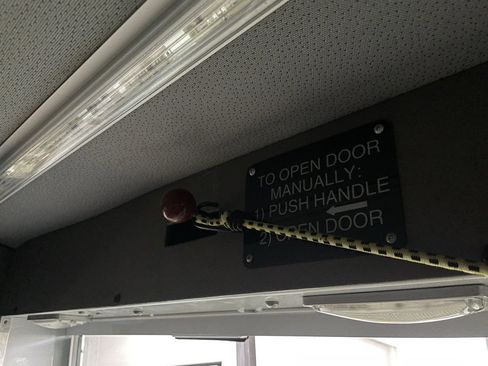 TO OPEN DOOR
MANUALLY:
1) PUSH HANDLE
2) OPEN DOOR